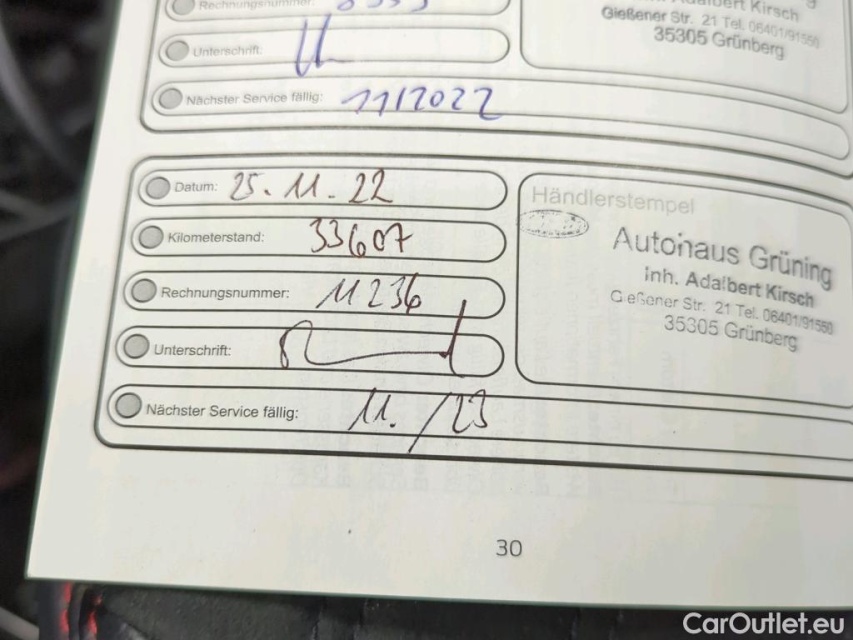 Rechnungsnummer:
Adalbert Kirsch
Gießener Str. 21 Tel. 06401/91550
35305 Grünberg
Unterschrift:
Nächster Service fällig: 11/2022
Datum: 25.11.22
Händlerstempel
Kilometerstand: 33607
Autohaus Grüning
Inh. Adalbert Kirsch
Rechnungsnummer: 11236
Gießener Str. 21 Tel. 06401/91550
35305 Grünberg
Unterschrift:
Nächster Service fällig: 11./23
30
CarOutlet.eu